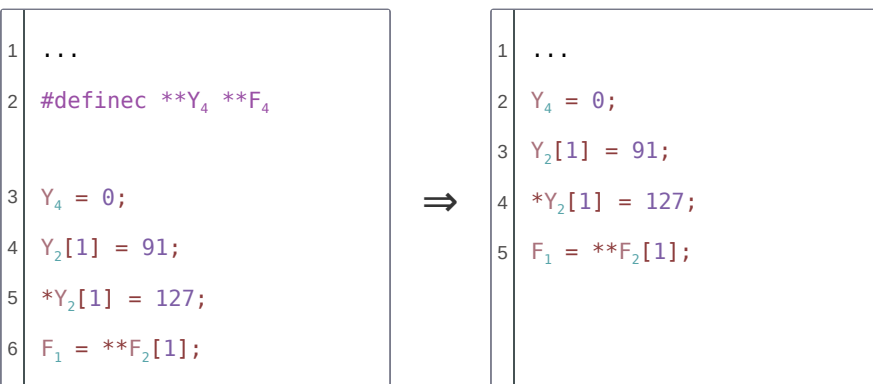 1 ...
2 #definec **Y₄ **F₄
3 Y₄ = 0;
4 Y₂[1] = 91;
5 *Y₂[1] = 127;
6 F₁ = **F₂[1];
⇒
1 ...
2 Y₄ = 0;
3 Y₂[1] = 91;
4 *Y₂[1] = 127;
5 F₁ = **F₂[1];